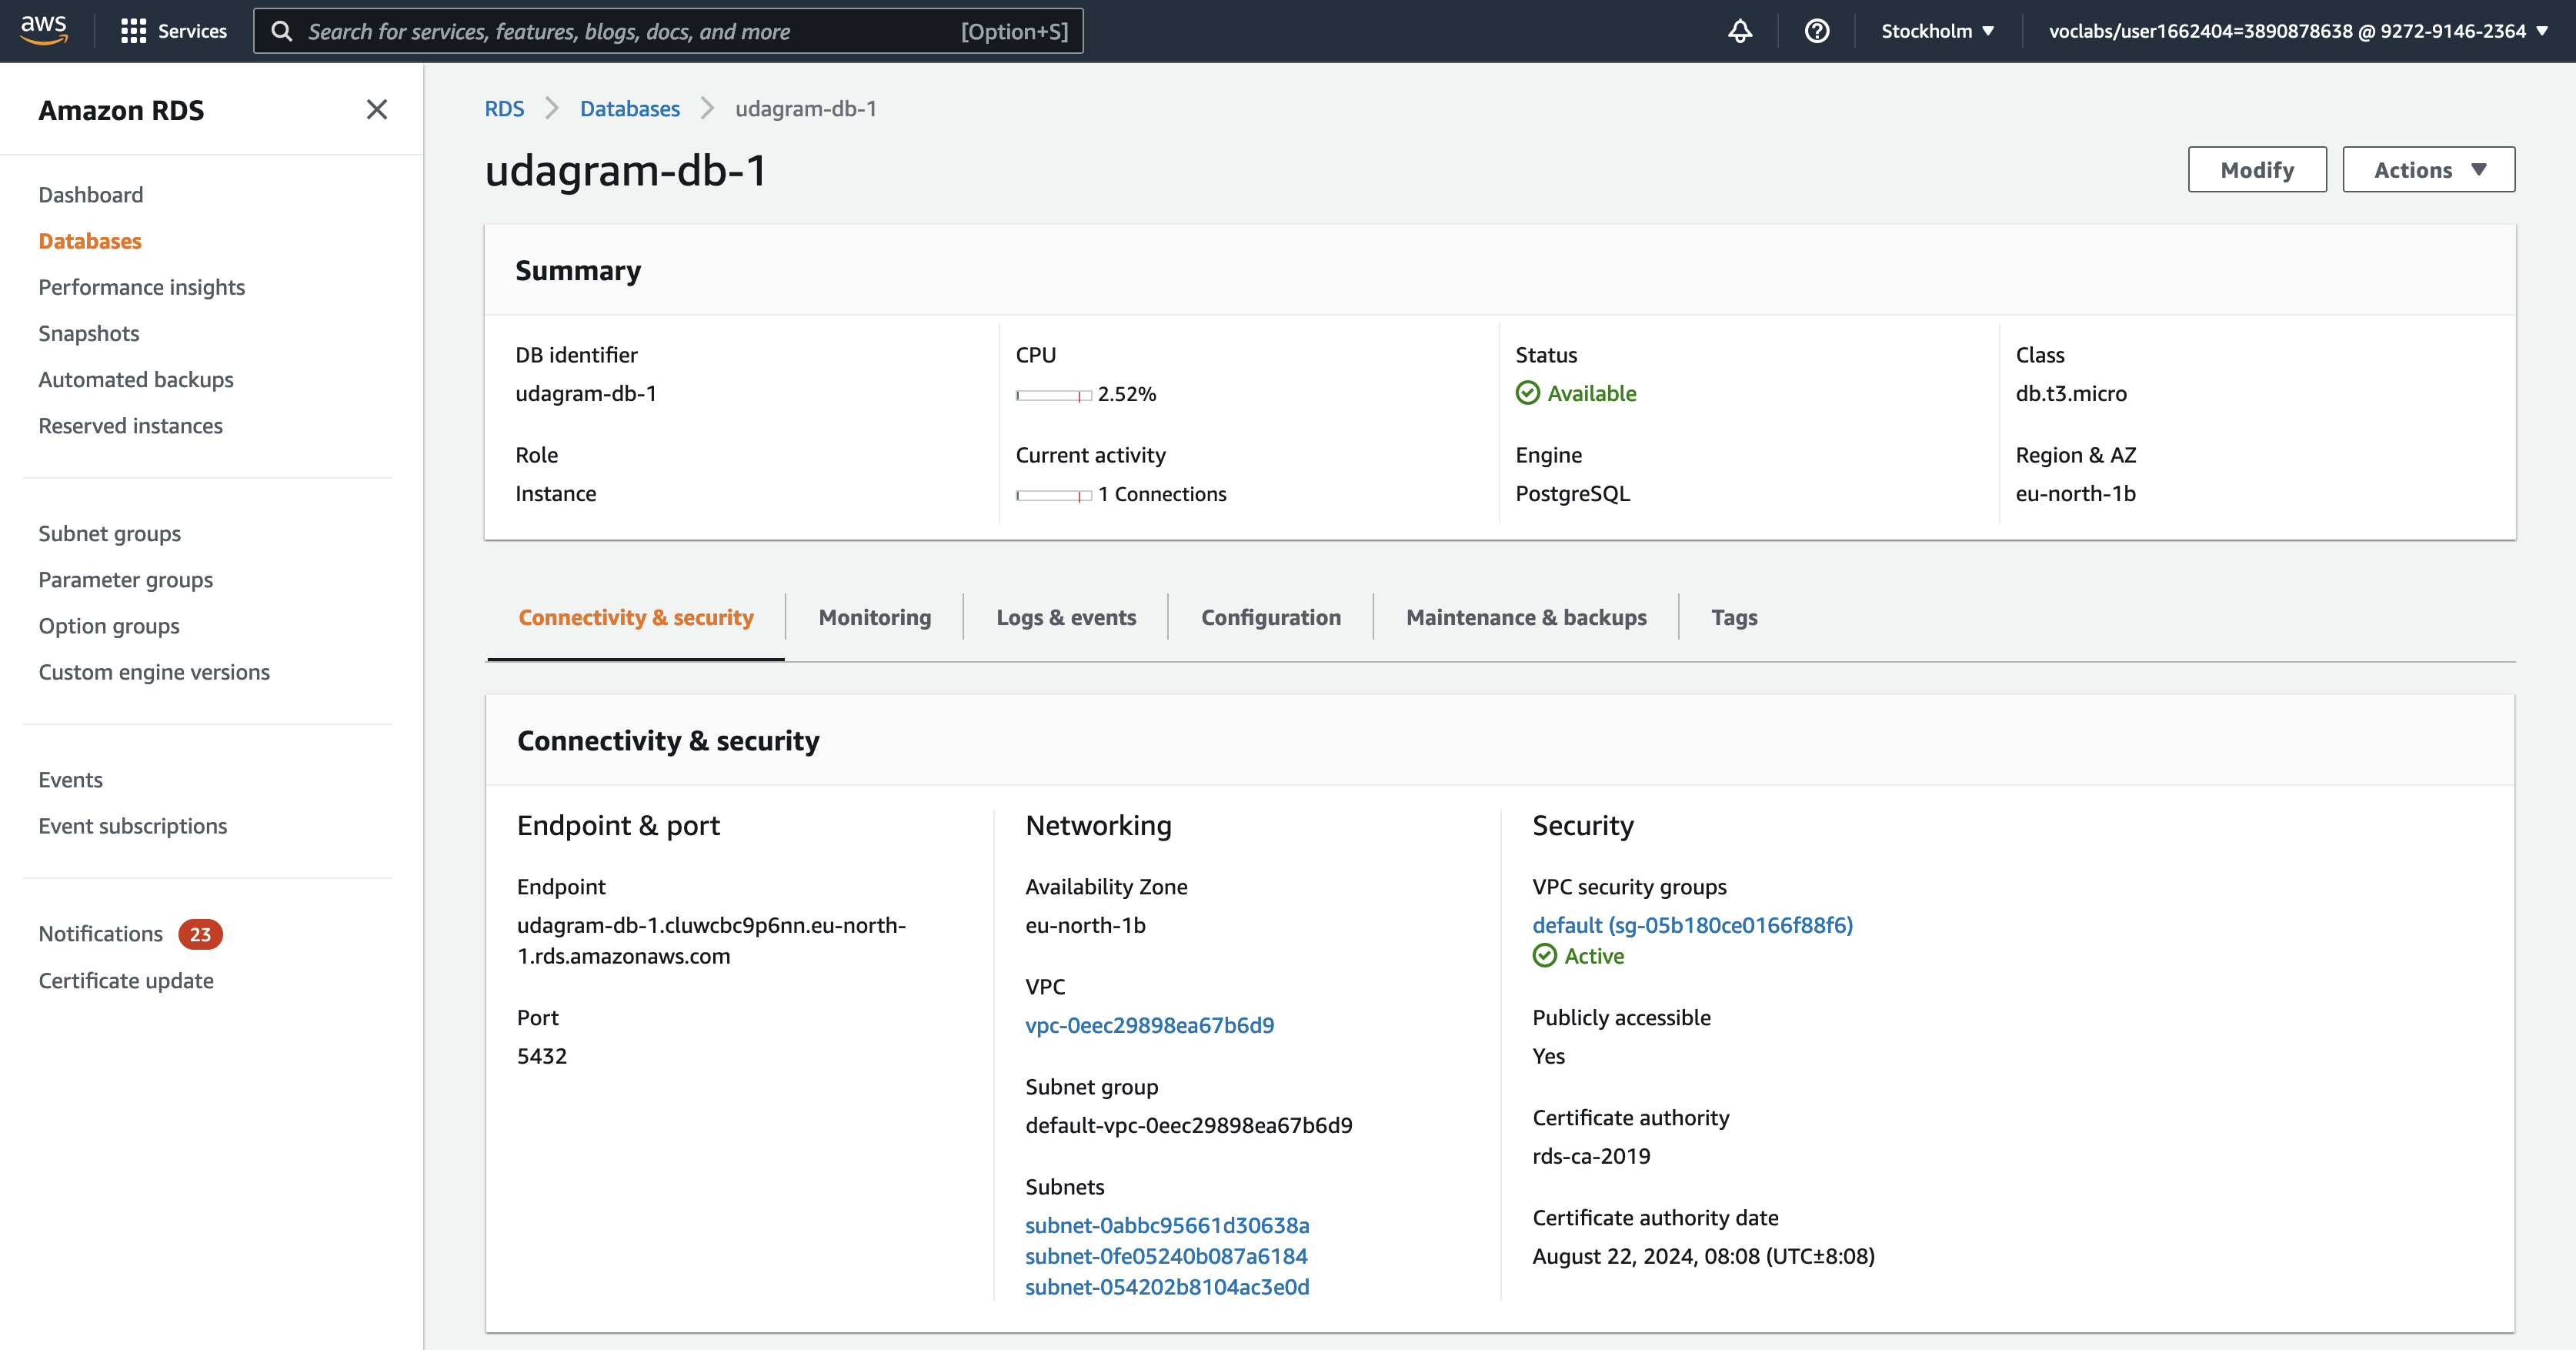 aws
Services
Search for services, features, blogs, docs, and more
[Option+S]
Stockholm ▼
voclabs/user1662404=3890878638 @ 9272-9146-2364 ▼
Amazon RDS
Dashboard
Databases
Performance insights
Snapshots
Automated backups
Reserved instances
Subnet groups
Parameter groups
Option groups
Custom engine versions
Events
Event subscriptions
Notifications 23
Certificate update
RDS > Databases > udagram-db-1
udagram-db-1
Modify
Actions ▼
Summary
DB identifier
udagram-db-1
CPU
2.52%
Status
Available
Class
db.t3.micro
Role
Instance
Current activity
1 Connections
Engine
PostgreSQL
Region & AZ
eu-north-1b
Connectivity & security
Monitoring
Logs & events
Configuration
Maintenance & backups
Tags
Connectivity & security
Endpoint & port
Endpoint
udagram-db-1.cluwcbc9p6nn.eu-north-
1.rds.amazonaws.com
Port
5432
Networking
Availability Zone
eu-north-1b
VPC
vpc-0eec29898ea67b6d9
Subnet group
default-vpc-0eec29898ea67b6d9
Subnets
subnet-0abbc95661d30638a
subnet-0fe05240b087a6184
subnet-054202b8104ac3e0d
Security
VPC security groups
default (sg-05b180ce0166f88f6)
Active
Publicly accessible
Yes
Certificate authority
rds-ca-2019
Certificate authority date
August 22, 2024, 08:08 (UTC±8:08)